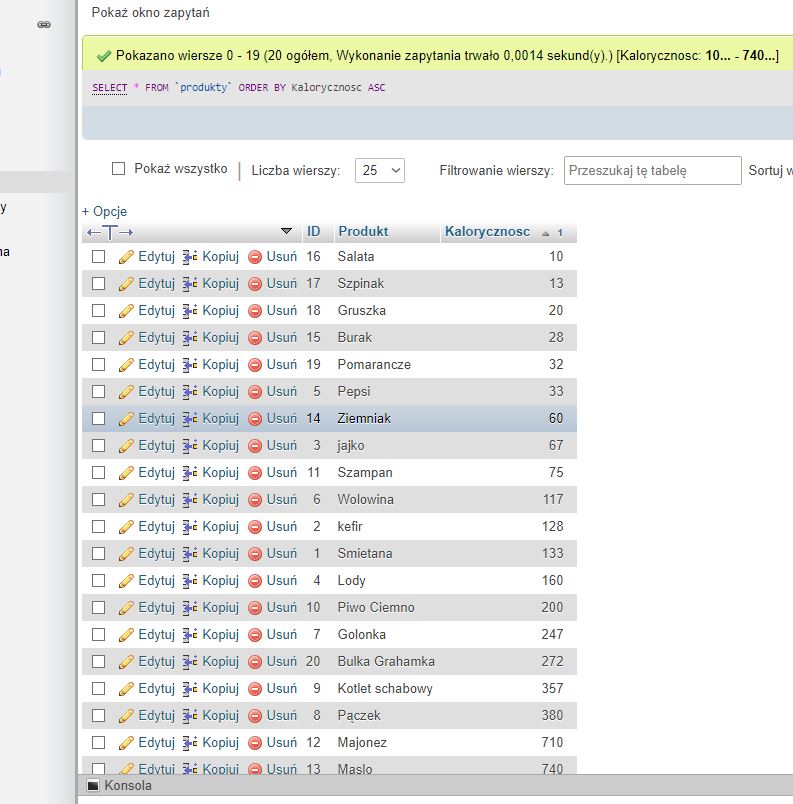 Pokaż okno zapytań
Pokazano wiersze 0 - 19 (20 ogółem, Wykonanie zapytania trwało 0,0014 sekund(y).) [Kalorycznosc: 10... - 740...]
SELECT * FROM `produkty` ORDER BY Kalorycznosc ASC
Pokaż wszystko | Liczba wierszy: 25 Filtrowanie wierszy: Przeszukaj tę tabelę Sortuj w
y
+ Opcje
←T→ ID Produkt Kalorycznosc 1
na
Edytuj Kopiuj Usuń 16 Salata 10
Edytuj Kopiuj Usuń 17 Szpinak 13
Edytuj Kopiuj Usuń 18 Gruszka 20
Edytuj Kopiuj Usuń 15 Burak 28
Edytuj Kopiuj Usuń 19 Pomarancze 32
Edytuj Kopiuj Usuń 5 Pepsi 33
Edytuj Kopiuj Usuń 14 Ziemniak 60
Edytuj Kopiuj Usuń 3 jajko 67
Edytuj Kopiuj Usuń 11 Szampan 75
Edytuj Kopiuj Usuń 6 Wolowina 117
Edytuj Kopiuj Usuń 2 kefir 128
Edytuj Kopiuj Usuń 1 Smietana 133
Edytuj Kopiuj Usuń 4 Lody 160
Edytuj Kopiuj Usuń 10 Piwo Ciemno 200
Edytuj Kopiuj Usuń 7 Golonka 247
Edytuj Kopiuj Usuń 20 Bulka Grahamka 272
Edytuj Kopiuj Usuń 9 Kotlet schabowy 357
Edytuj Kopiuj Usuń 8 Pączek 380
Edytuj Kopiuj Usuń 12 Majonez 710
Edytuj Kopiuj Usuń 13 Maslo 740
Konsola